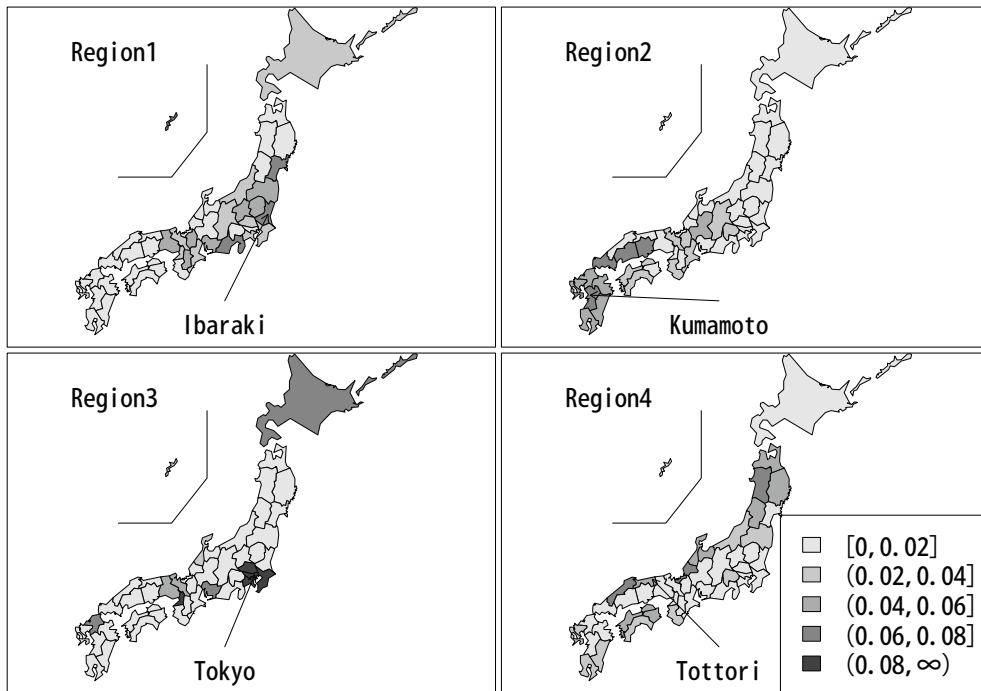 Region1
Ibaraki
Region2
Kumamoto
Region3
Tokyo
Region4
Tottori
[0,0.02]
(0.02,0.04]
(0.04,0.06]
(0.06,0.08]
(0.08,∞)